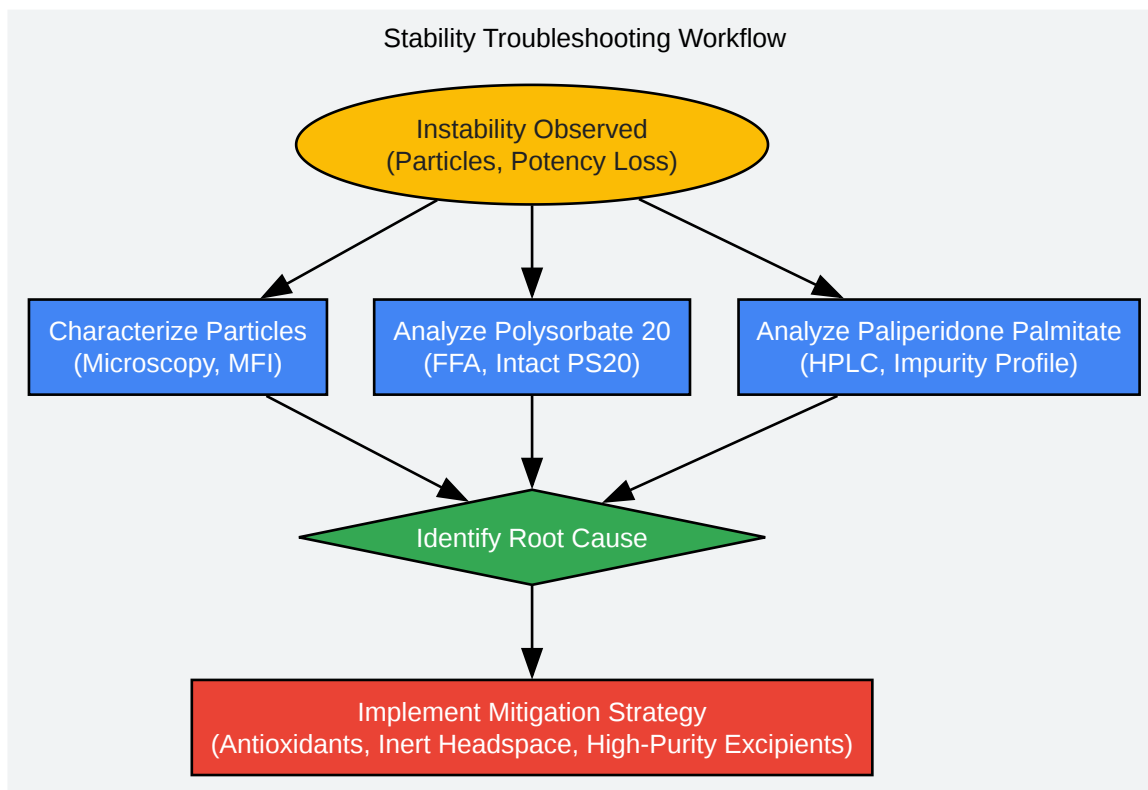 Stability Troubleshooting Workflow
Instability Observed
(Particles, Potency Loss)
Characterize Particles
(Microscopy, MFI)
Analyze Polysorbate 20
(FFA, Intact PS20)
Analyze Paliperidone Palmitate
(HPLC, Impurity Profile)
Identify Root Cause
Implement Mitigation Strategy
(Antioxidants, Inert Headspace, High-Purity Excipients)